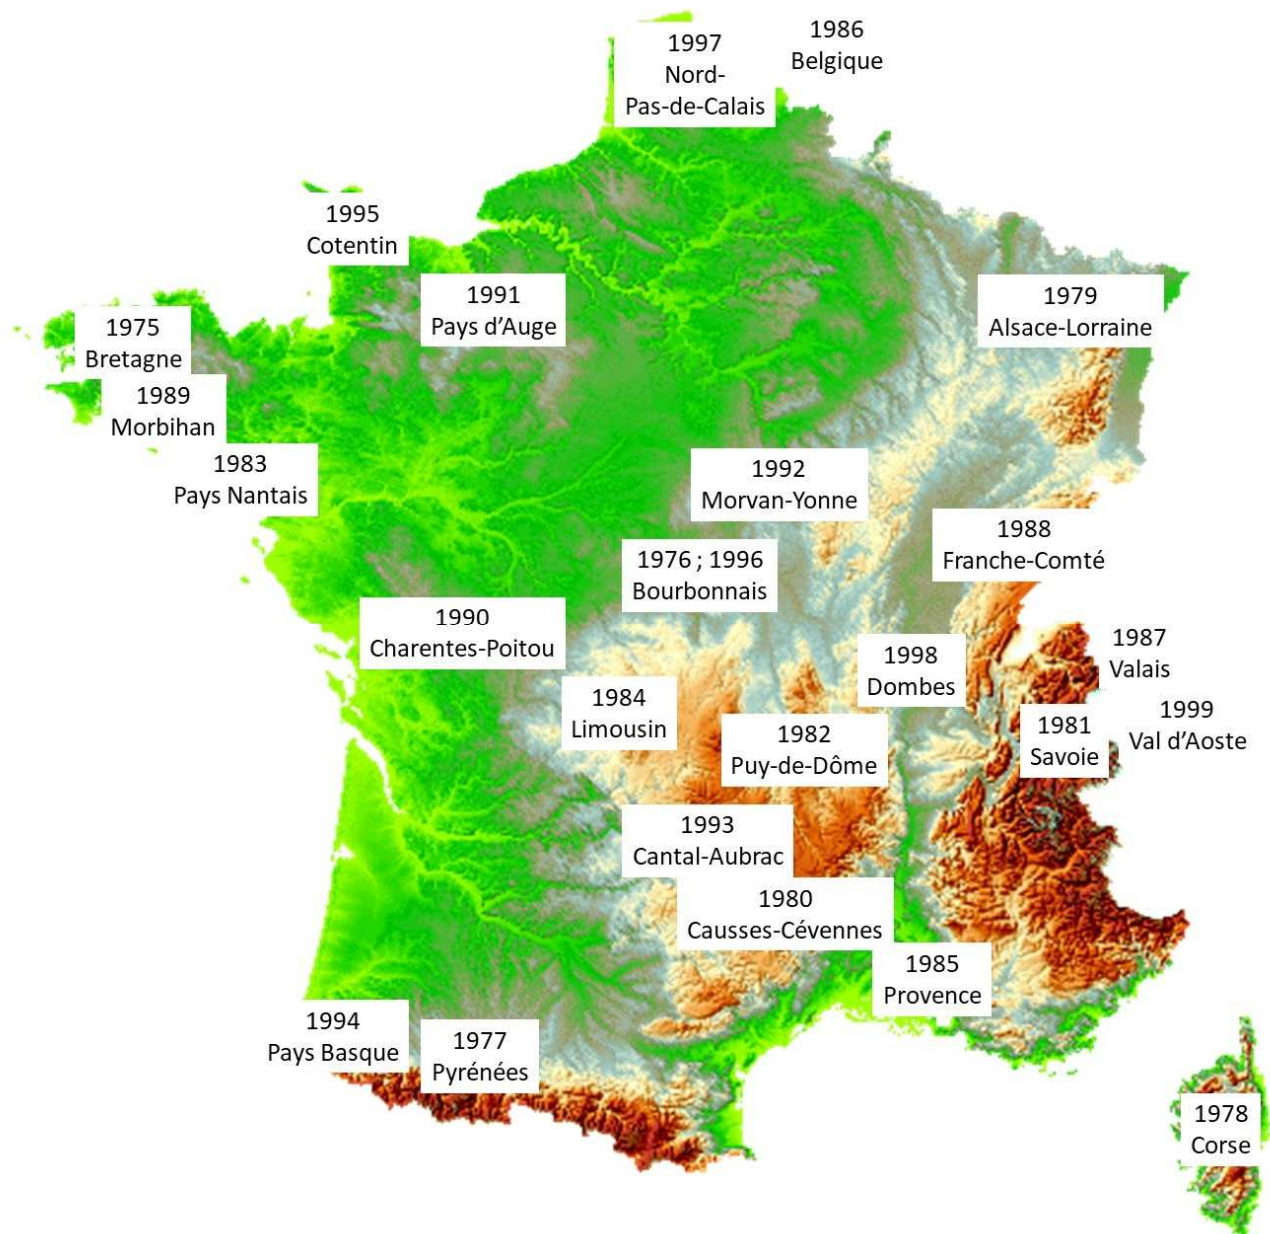 1997
Nord-
Pas-de-Calais
1986
Belgique
1995
Cotentin
1991
Pays d’Auge
1979
Alsace-Lorraine
1975
Bretagne
1989
Morbihan
1983
Pays Nantais
1992
Morvan-Yonne
1988
Franche-Comté
1976 ; 1996
Bourbonnais
1990
Charentes-Poitou
1998
Dombes
1987
Valais
1984
Limousin
1982
Puy-de-Dôme
1981
Savoie
1999
Val d’Aoste
1993
Cantal-Aubrac
1980
Causses-Cévennes
1985
Provence
1994
Pays Basque
1977
Pyrénées
1978
Corse